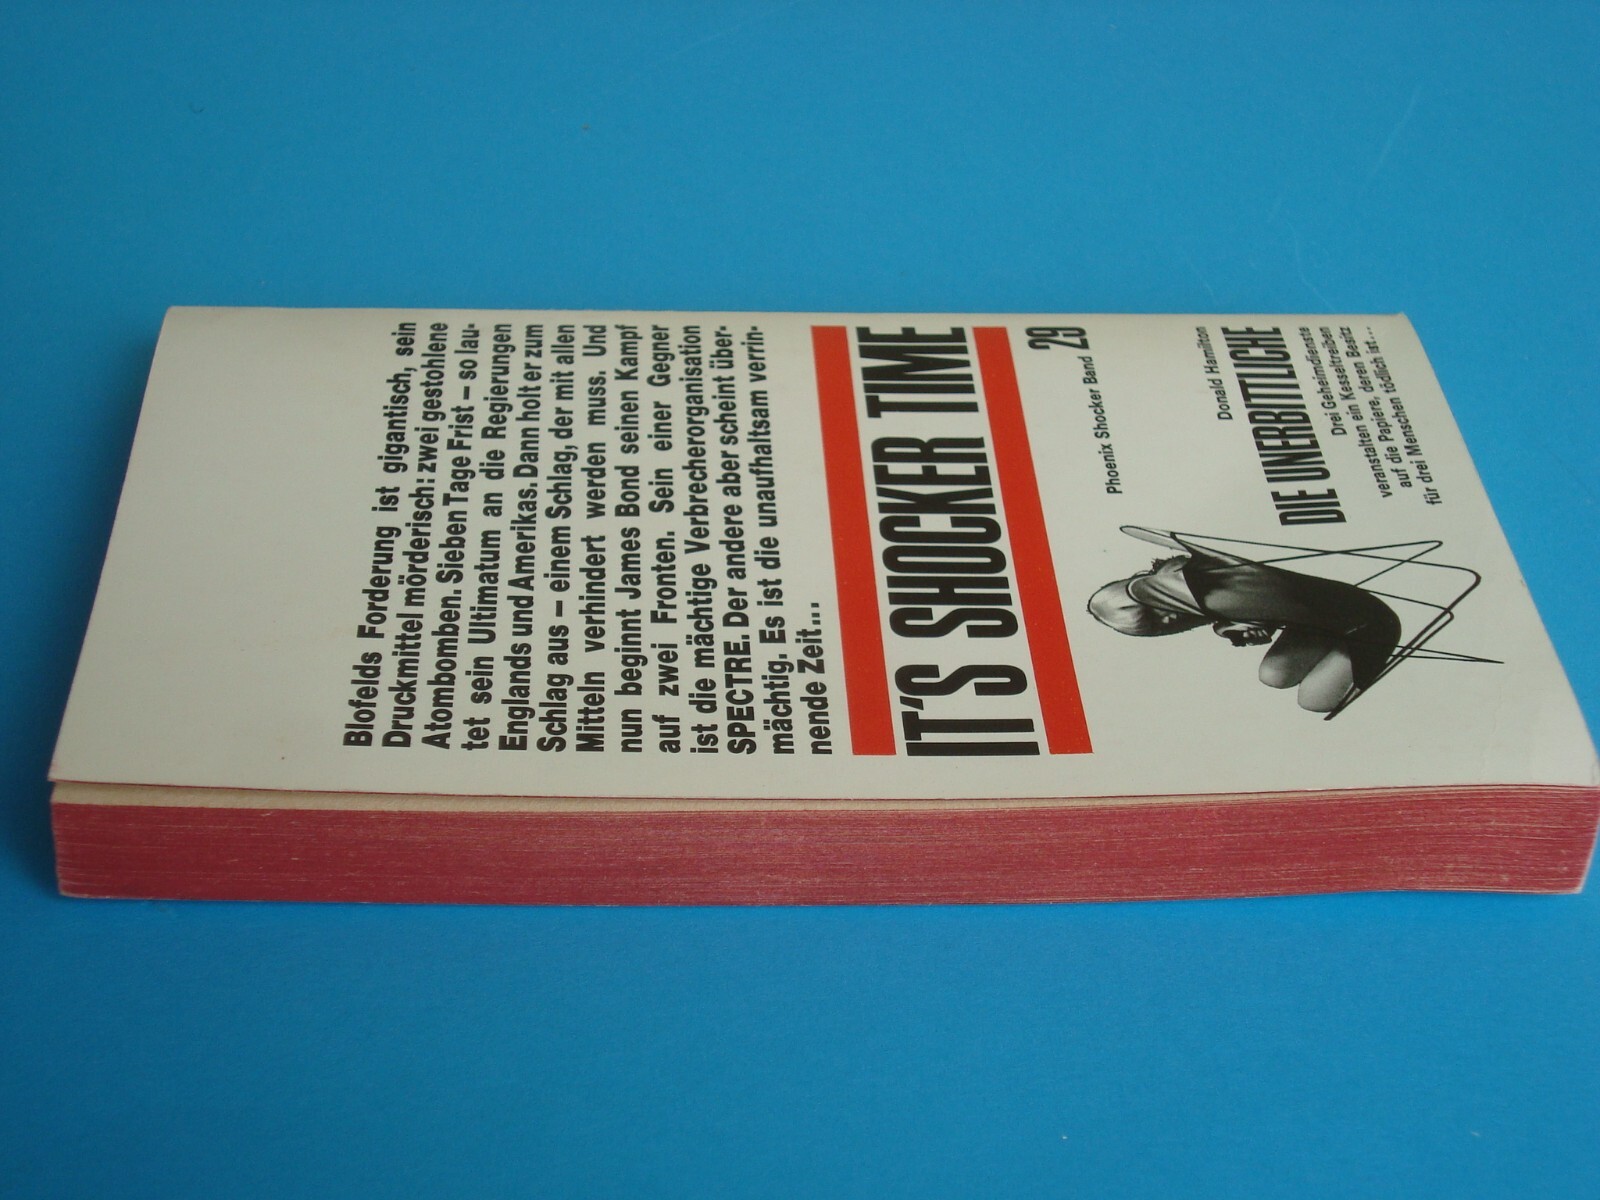 Blofelds Forderung ist gigantisch, sein
Druckmittel mörderisch: zwei gestohlene
Atombomben. Sieben Tage Frist – so lau-
tet sein Ultimatum an die Regierungen
Englands und Amerikas. Dann holt er zum
Schlag aus – einem Schlag, der mit allen
Mitteln verhindert werden muss. Und
nun beginnt James Bond seinen Kampf
auf zwei Fronten. Sein einer Gegner
ist die mächtige Verbrecherorganisation
SPECTRE. Der andere aber scheint über-
mächtig. Es ist die unaufhaltsam verrin-
nende Zeit...
IT'S SHOCKER TIME
Phoenix Shocker Band 29
Donald Hamilton
DIE UNERBITTLICHE
Drei Geheimdienste
veranstalten ein Kesseltreiben
auf die Papiere, deren Besitz
für drei Menschen tödlich ist...